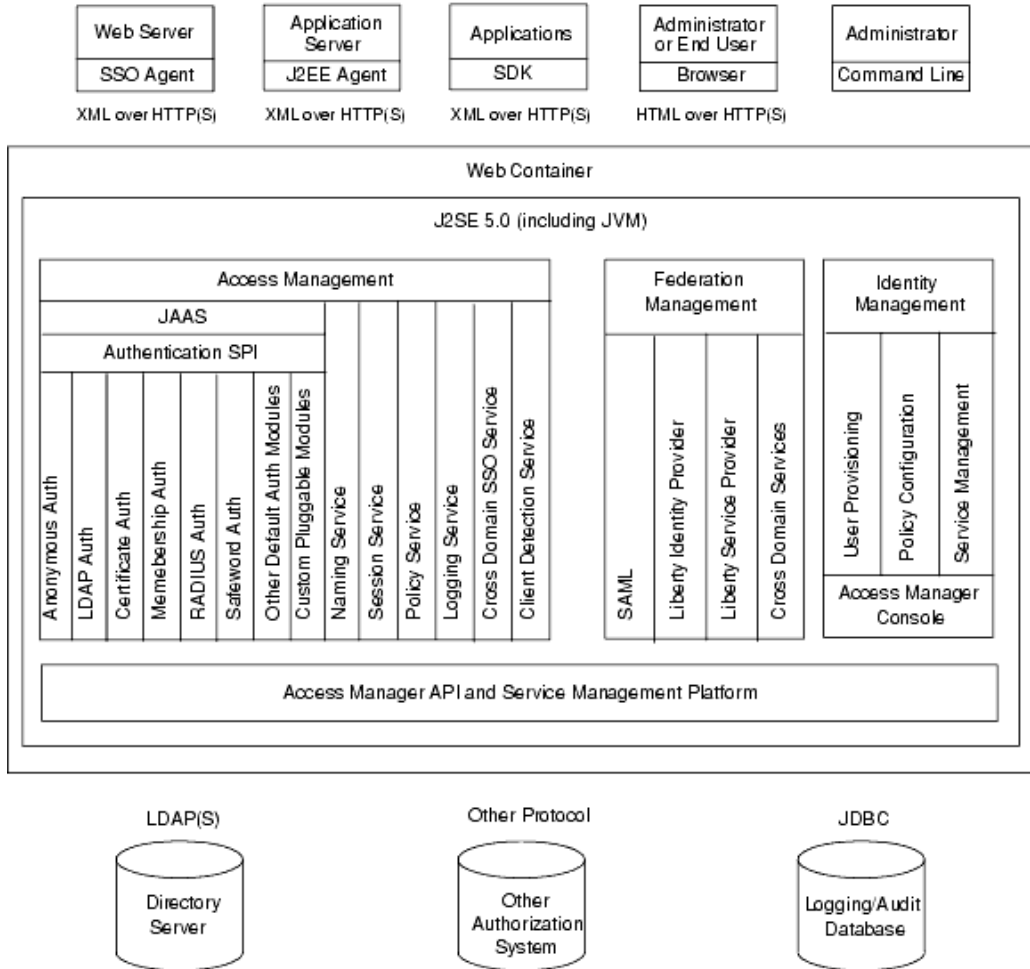 Web Server
SSO Agent
XML over HTTP(S)
Application
Server
J2EE Agent
XML over HTTP(S)
Applications
SDK
XML over HTTP(S)
Administrator
or End User
Browser
HTML over HTTP(S)
Administrator
Command Line
Web Container
J2SE 5.0 (including JVM)
Access Management
JAAS
Authentication SPI
Anonymous Auth
LDAP Auth
Certificate Auth
Memebership Auth
RADIUS Auth
Safeword Auth
Other Default Auth Modules
Custom Pluggable Modules
Naming Service
Session Service
Policy Service
Logging Service
Cross Domain SSO Service
Client Detection Service
Federation
Management
SAML
Liberty Identity Provider
Liberty Service Provider
Cross Domain Services
Identity
Management
User Provisioning
Policy Configuration
Service Management
Access Manager
Console
Access Manager API and Service Management Platform
LDAP(S)
Directory
Server
Other Protocol
Other
Authorization
System
JDBC
Logging/Audit
Database